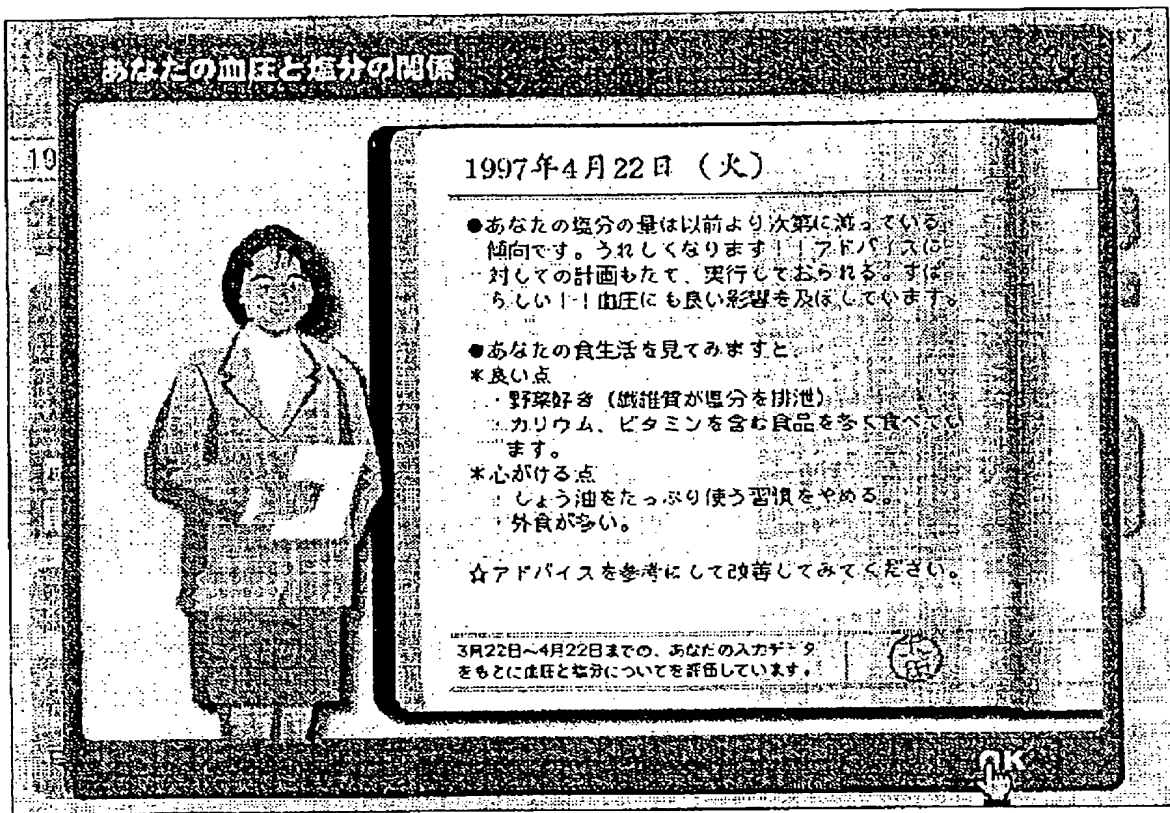 あなたの血圧と塩分の関係
19
1997年4月22日 (火)
●あなたの塩分の量は以前より次第に減っている
傾向です。うれしくなります！！アドバイスに
対しての計画もたて、実行しておられる。すば
らしい！！血圧にも良い影響を及ぼしています。
●あなたの食生活を見てみますと、
*良い点
・野菜好き (繊維質が塩分を排泄)
・カリウム、ビタミンを含む食品を多く食べてい
ます。
*心がける点
・しょう油をたっぷり使う習慣をやめる。
・外食が多い。
☆アドバイスを参考にして改善してみてください。
3月22日~4月22日までの、あなたの入力データ
をもとに血圧と塩分についてを評価しています。
OK